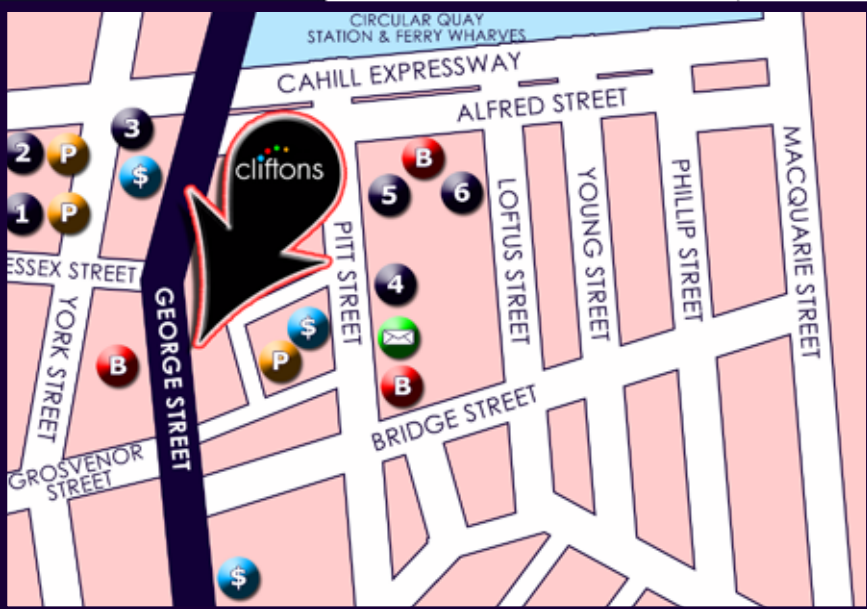 CIRCULAR QUAY
STATION & FERRY WHARVES
CAHILL EXPRESSWAY
ALFRED STREET
3
B
2
P
cliftons
$
5
6
1
P
MACQUARIE STREET
PHILLIP STREET
YOUNG STREET
LOFTUS STREET
PITT STREET
ESSEX STREET
4
GEORGE STREET
YORK STREET
$
P
B
B
BRIDGE STREET
GROSVENOR
STREET
$